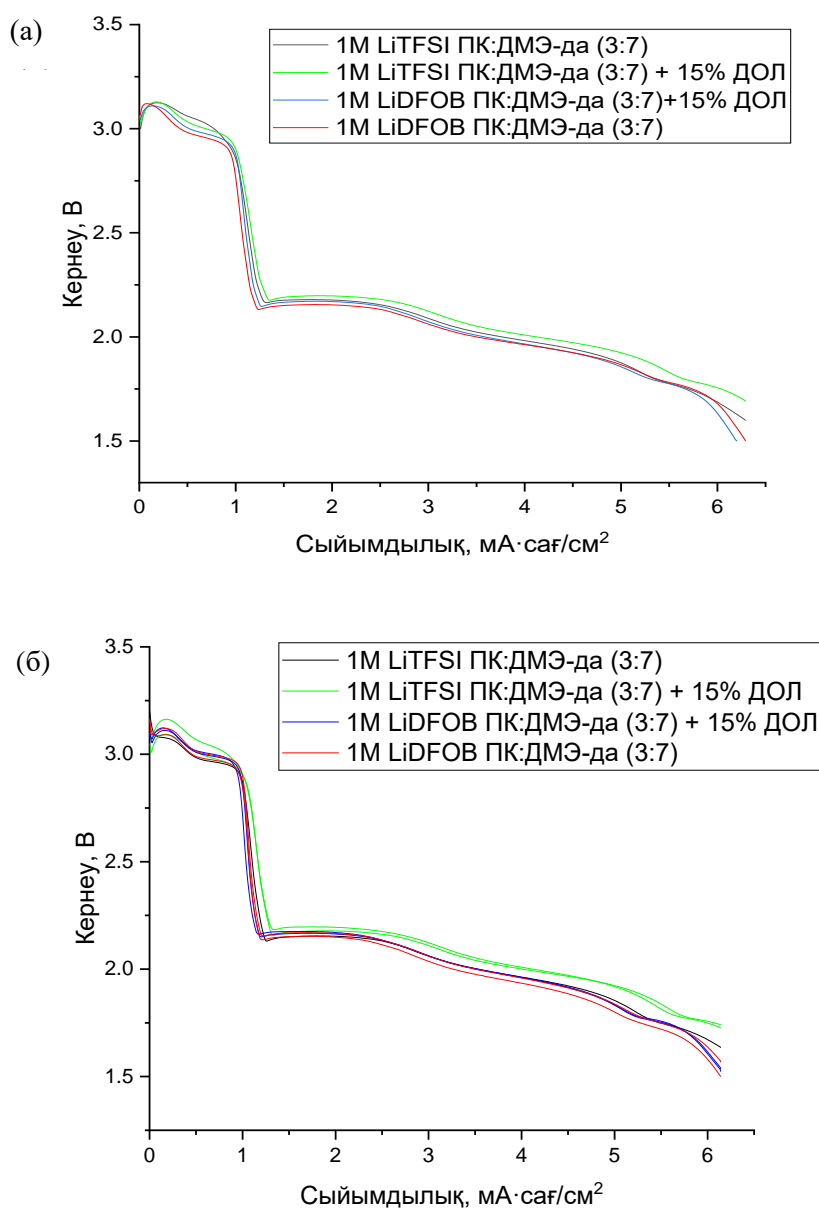 (а)
3.5
3.0
2.5
2.0
1.5
Кернеу, В
1M LiTFSI ПК:ДМЭ-да (3:7)
1M LiTFSI ПК:ДМЭ-да (3:7) + 15% ДОЛ
1M LiDFOB ПК:ДМЭ-да (3:7)+15% ДОЛ
1M LiDFOB ПК:ДМЭ-да (3:7)
0 1 2 3 4 5 6
Сыйымдылық, мА·сағ/см²
(б)
3.5
3.0
2.5
2.0
1.5
Кернеу, В
1M LiTFSI ПК:ДМЭ-да (3:7)
1M LiTFSI ПК:ДМЭ-да (3:7) + 15% ДОЛ
1M LiDFOB ПК:ДМЭ-да (3:7) + 15% ДОЛ
1M LiDFOB ПК:ДМЭ-да (3:7)
0 1 2 3 4 5 6
Сыйымдылық, мА·сағ/см²